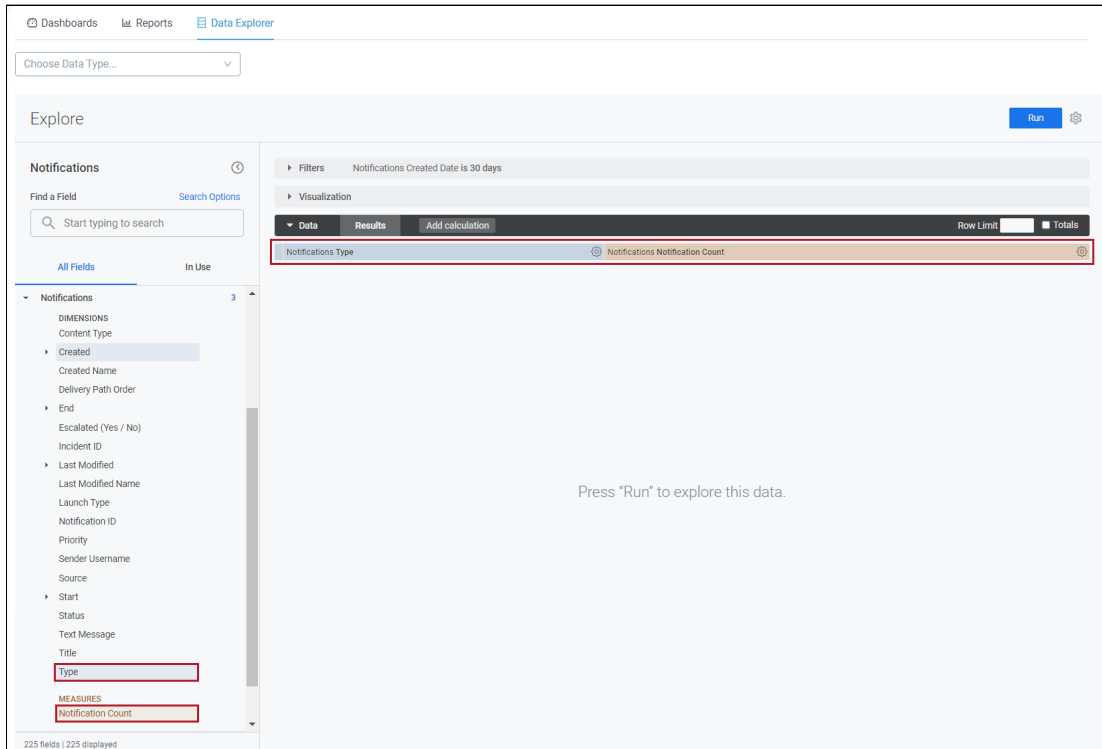 Dashboards Reports Data Explorer
Choose Data Type...
Explore
Run
Notifications
Find a Field Search Options
Start typing to search
All Fields In Use
Notifications 3
DIMENSIONS
Content Type
Created
Created Name
Delivery Path Order
End
Escalated (Yes / No)
Incident ID
Last Modified
Last Modified Name
Launch Type
Notification ID
Priority
Sender Username
Source
Start
Status
Text Message
Title
Type
MEASURES
Notification Count
225 fields | 225 displayed
Filters Notifications Created Date is 30 days
Visualization
Data Results Add calculation Row Limit Totals
Notifications Type Notifications Notification Count
Press “Run” to explore this data.